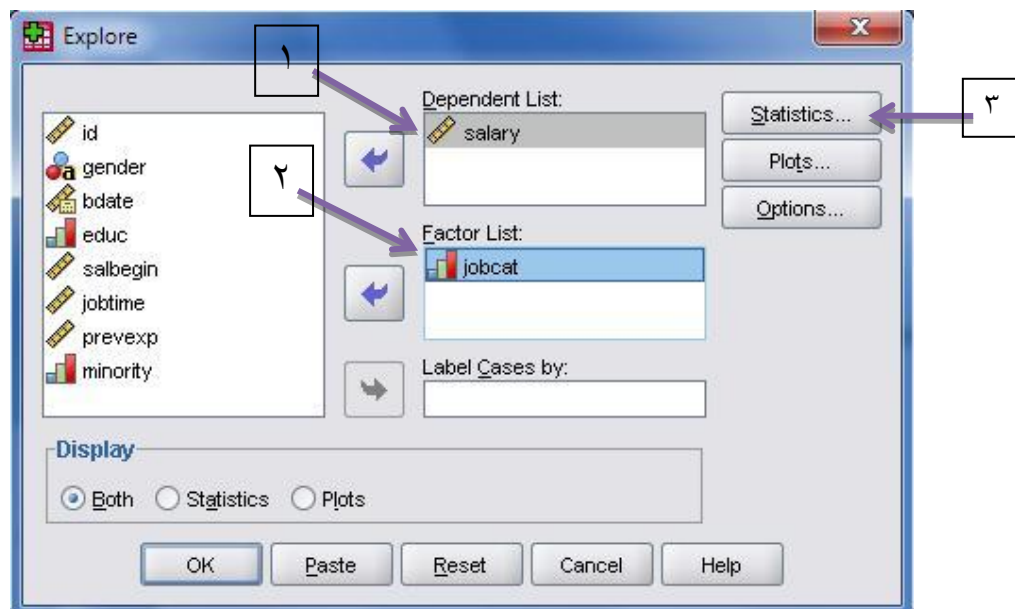 Explore
١
Dependent List:
salary
Statistics...
٣
Plots...
Options...
id
gender
bdate
educ
salbegin
jobtime
prevexp
minority
٢
Factor List:
jobcat
Label Cases by:
Display
Both Statistics Plots
OK Paste Reset Cancel Help